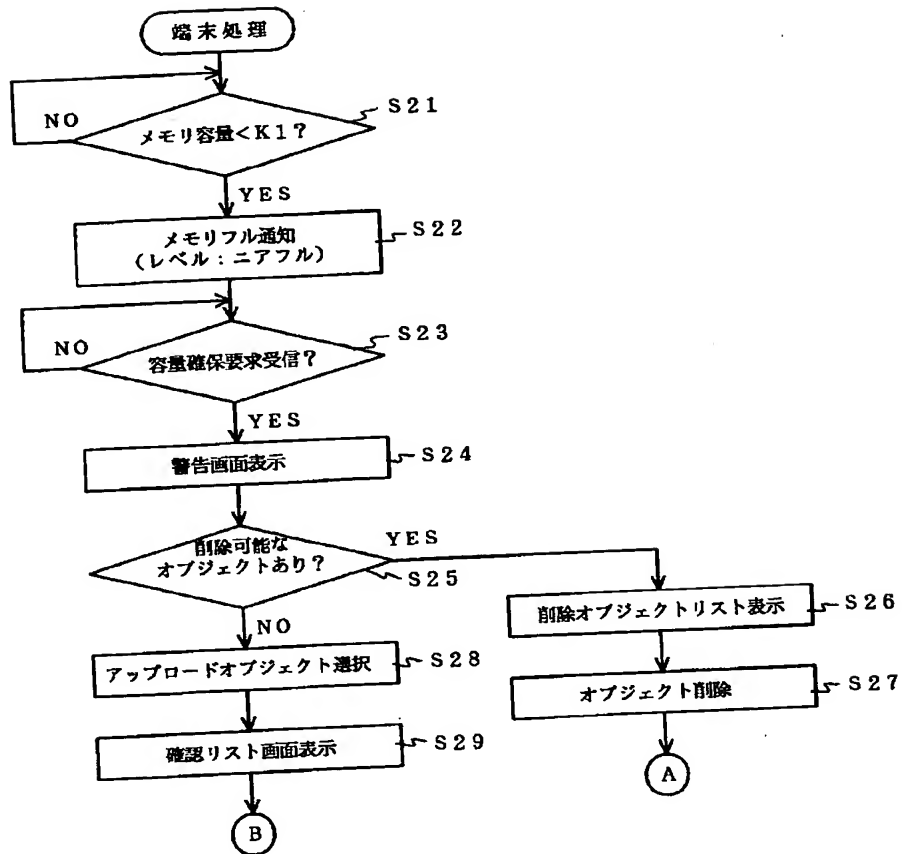 端末処理
S21
NO
メモリ容量<K1?
YES
メモリフル通知
(レベル:ニアフル)
S22
S23
NO
容量確保要求受信?
YES
警告画面表示
S24
削除可能な
オブジェクトあり?
YES
S25
NO
削除オブジェクトリスト表示
S26
アップロードオブジェクト選択
S28
オブジェクト削除
S27
確認リスト画面表示
S29
A
B